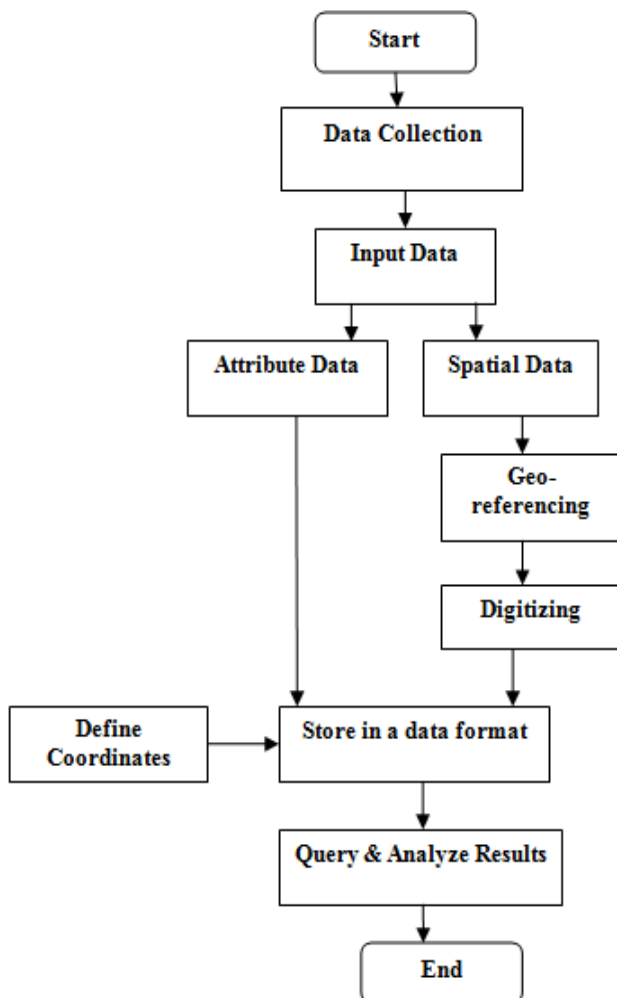 Start
Data Collection
Input Data
Attribute Data
Spatial Data
Geo-
referencing
Digitizing
Define
Coordinates
Store in a data format
Query & Analyze Results
End